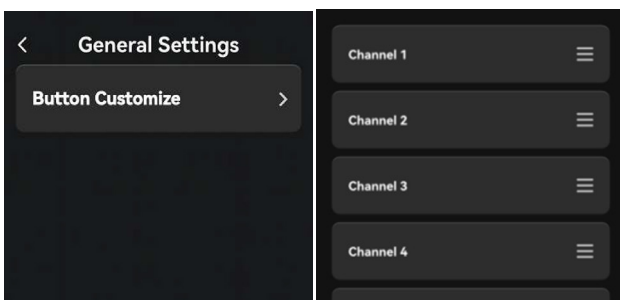 General Settings
Button Customize
Channel 1
Channel 2
Channel 3
Channel 4